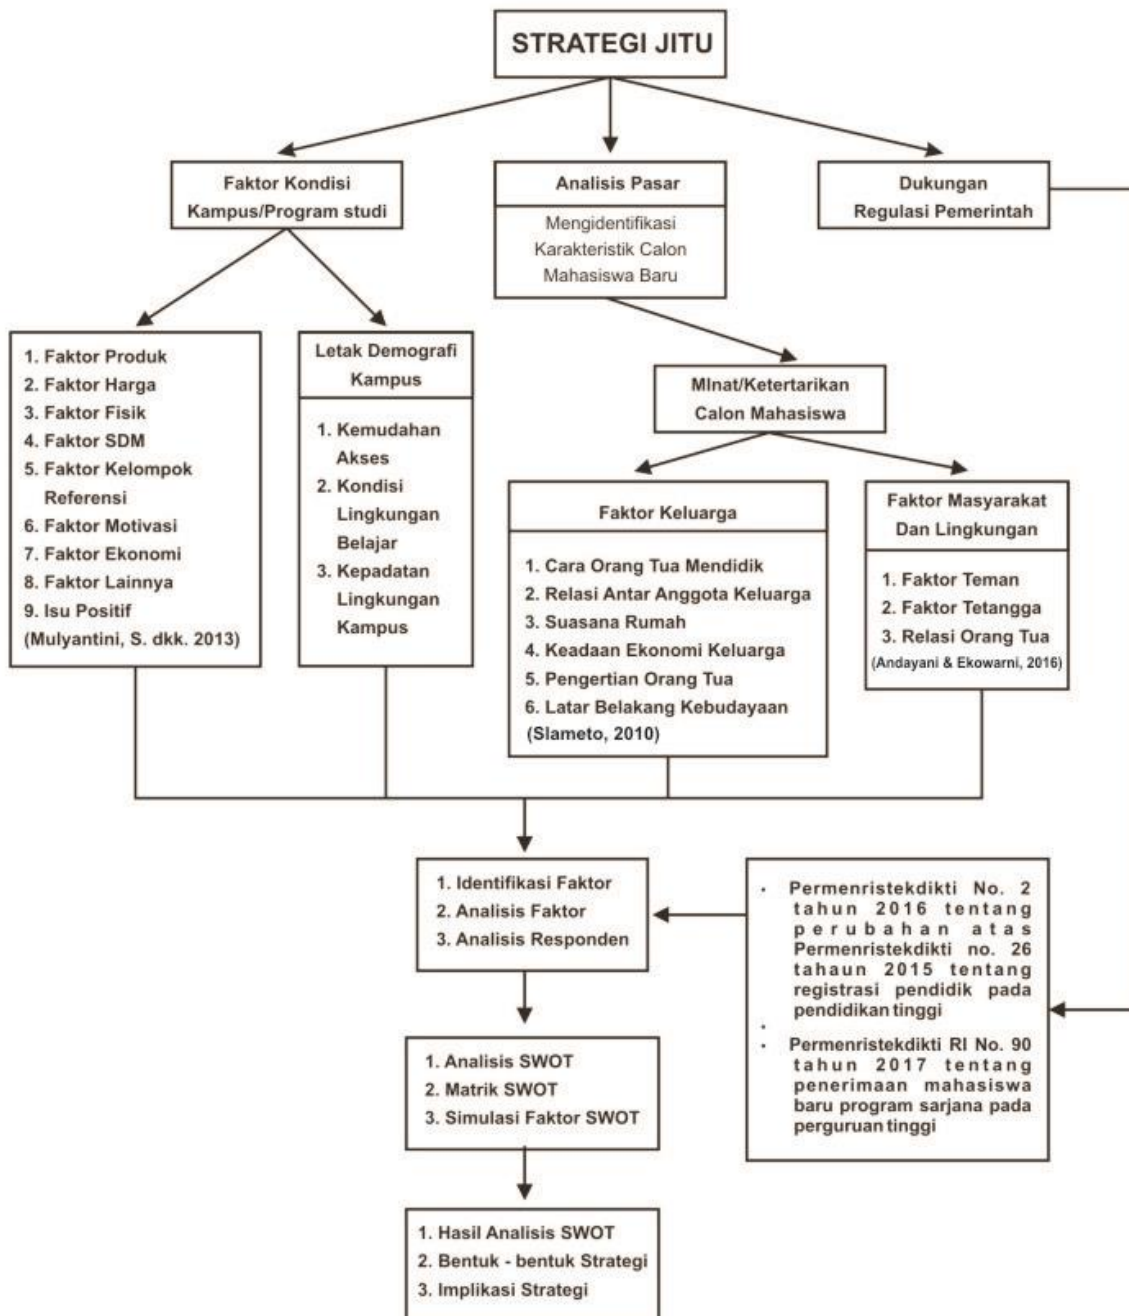 STRATEGI JITU
Faktor Kondisi
Kampus/Program studi
Analisis Pasar
Mengidentifikasi
Karakteristik Calon
Mahasiswa Baru
Dukungan
Regulasi Pemerintah
1. Faktor Produk
2. Faktor Harga
3. Faktor Fisik
4. Faktor SDM
5. Faktor Kelompok
Referensi
6. Faktor Motivasi
7. Faktor Ekonomi
8. Faktor Lainnya
9. Isu Positif
(Mulyantini, S. dkk. 2013)
Letak Demografi
Kampus
1. Kemudahan
Akses
2. Kondisi
Lingkungan
Belajar
3. Kepadatan
Lingkungan
Kampus
MInat/Ketertarikan
Calon Mahasiswa
Faktor Keluarga
1. Cara Orang Tua Mendidik
2. Relasi Antar Anggota Keluarga
3. Suasana Rumah
4. Keadaan Ekonomi Keluarga
5. Pengertian Orang Tua
6. Latar Belakang Kebudayaan
(Slameto, 2010)
Faktor Masyarakat
Dan Lingkungan
1. Faktor Teman
2. Faktor Tetangga
3. Relasi Orang Tua
(Andayani & Ekowarni, 2016)
1. Identifikasi Faktor
2. Analisis Faktor
3. Analisis Responden
• Permenristekdikti No. 2
tahun 2016 tentang
perubahan atas
Permenristekdikti no. 26
tahaun 2015 tentang
registrasi pendidik pada
pendidikan tinggi
•
• Permenristekdikti RI No. 90
tahun 2017 tentang
penerimaan mahasiswa
baru program sarjana pada
perguruan tinggi
1. Analisis SWOT
2. Matrik SWOT
3. Simulasi Faktor SWOT
1. Hasil Analisis SWOT
2. Bentuk - bentuk Strategi
3. Implikasi Strategi